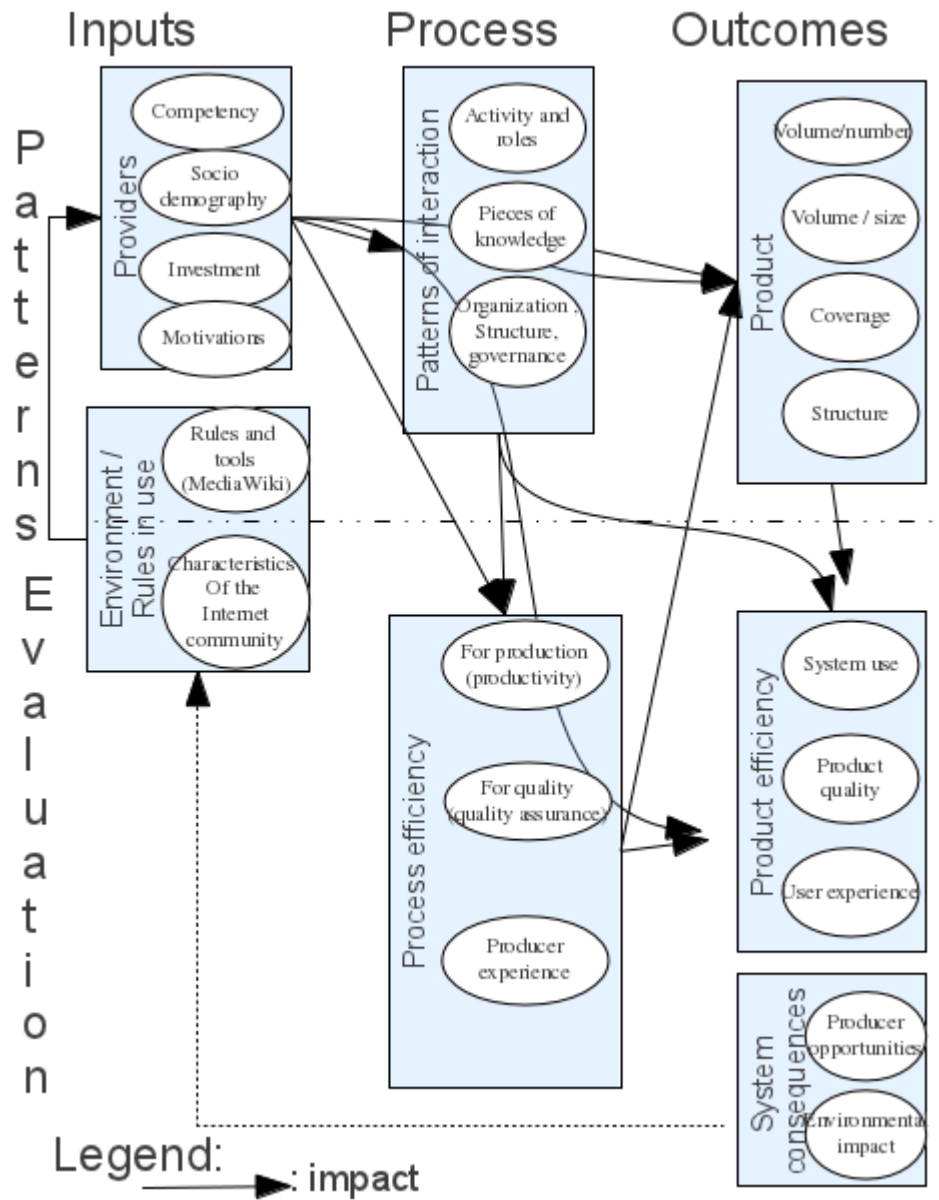 Inputs
Process
Outcomes
Patterns
Evaluation
Providers
Competency
Socio
demography
Investment
Motivations
Environment /
Rules in use
Rules and
tools
(MediaWiki)
Characteristics
Of the
Internet
community
Patterns of interaction
Activity and
roles
Pieces of
knowledge
Organization ,
Structure,
governance
Process efficiency
For production
(productivity)
For quality
(quality assurance)
Producer
experience
Product
Volume/number
Volume / size
Coverage
Structure
Product efficiency
System use
Product
quality
User experience
System
consequences
Producer
opportunities
Environmental
impact
Legend:
: impact